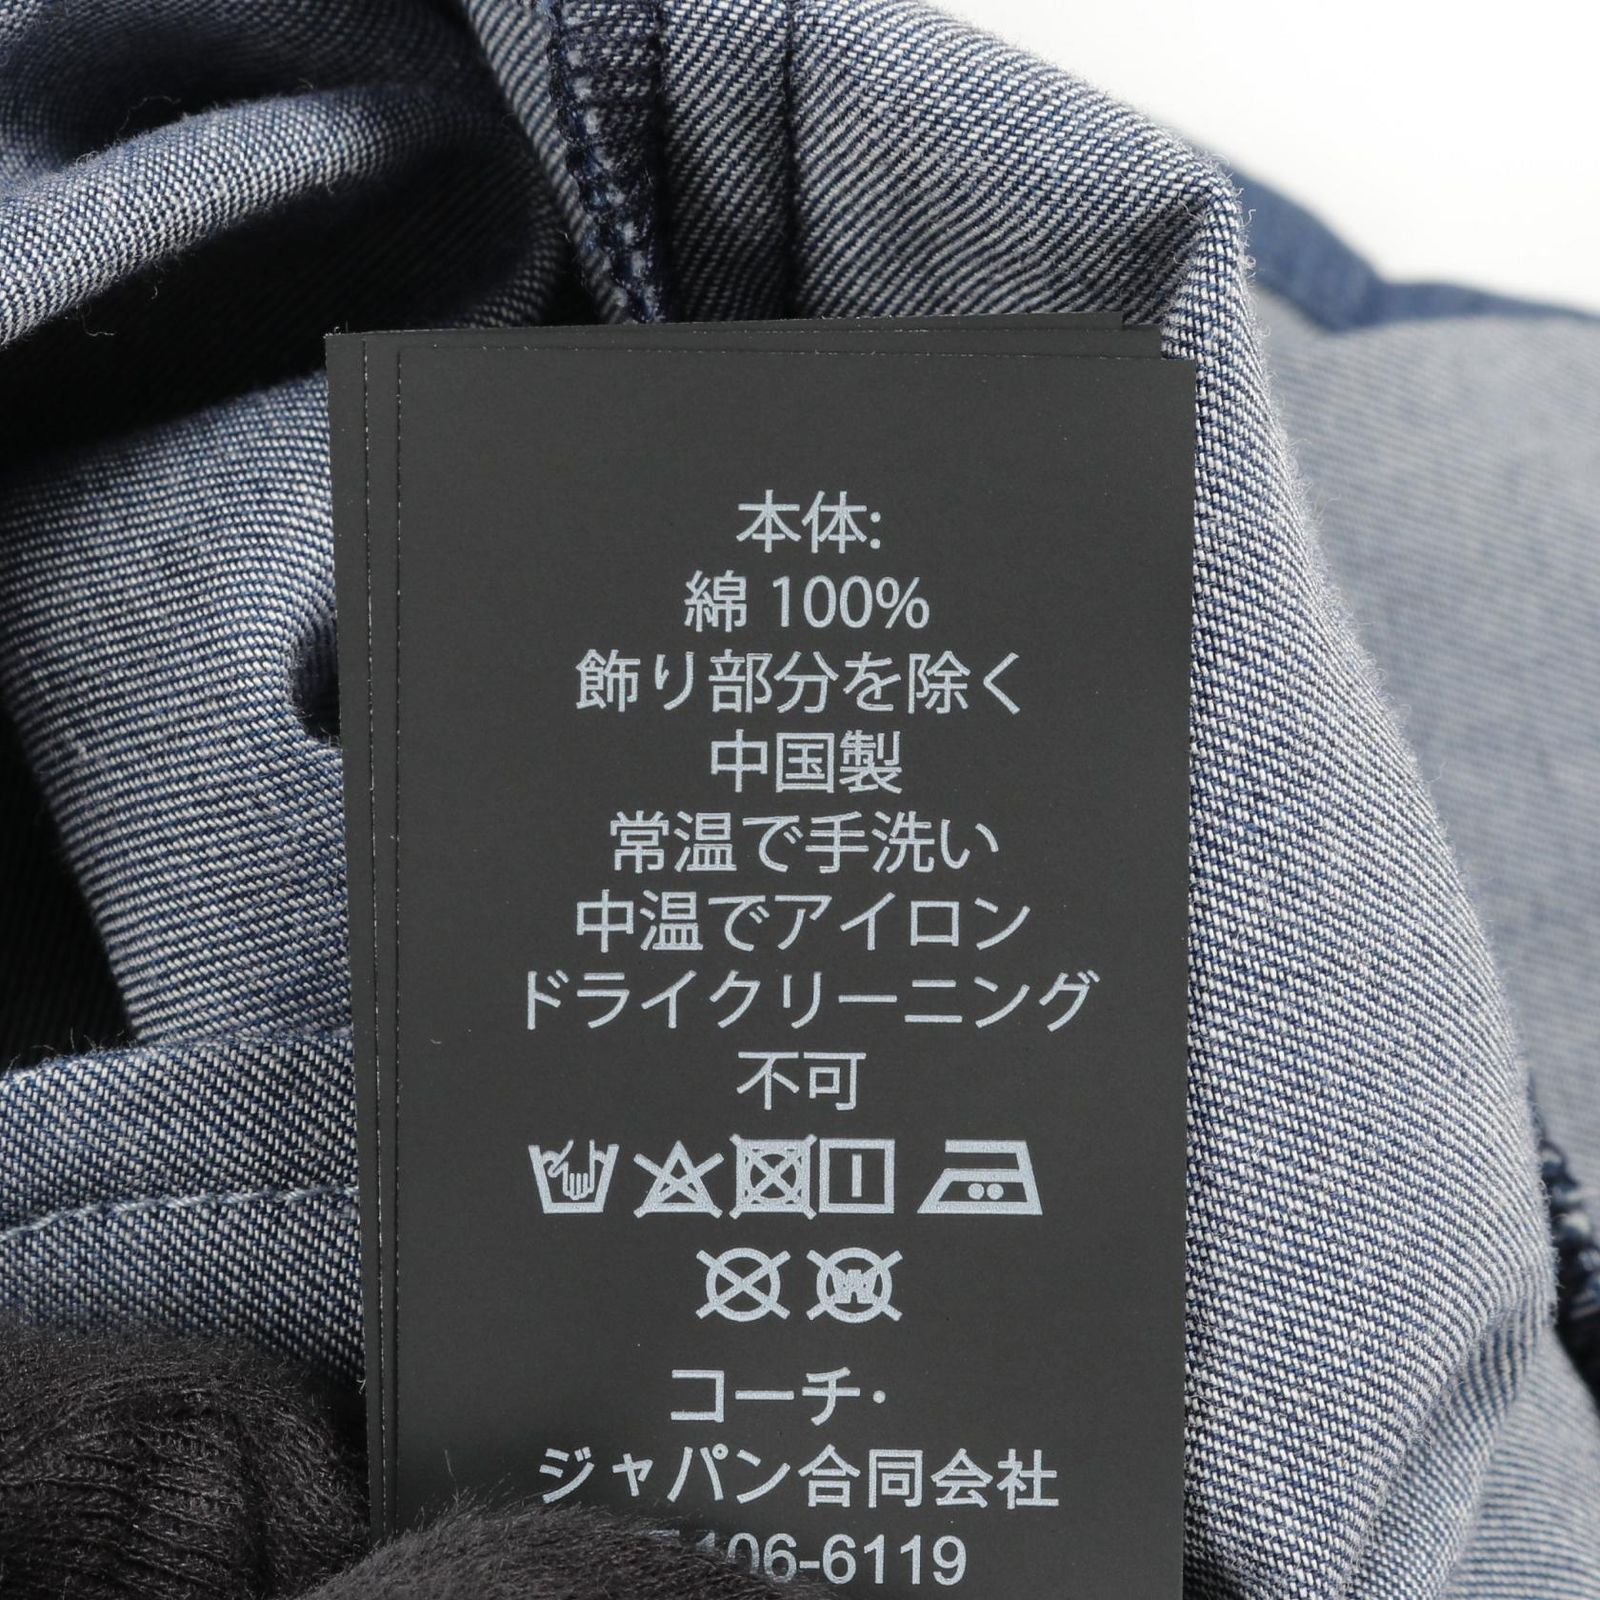 本体:
綿 100%
飾り部分を除く
中国製
常温で手洗い
中温でアイロン
ドライクリーニング
不可
W
コーチ・
ジャパン合同会社
106-6119